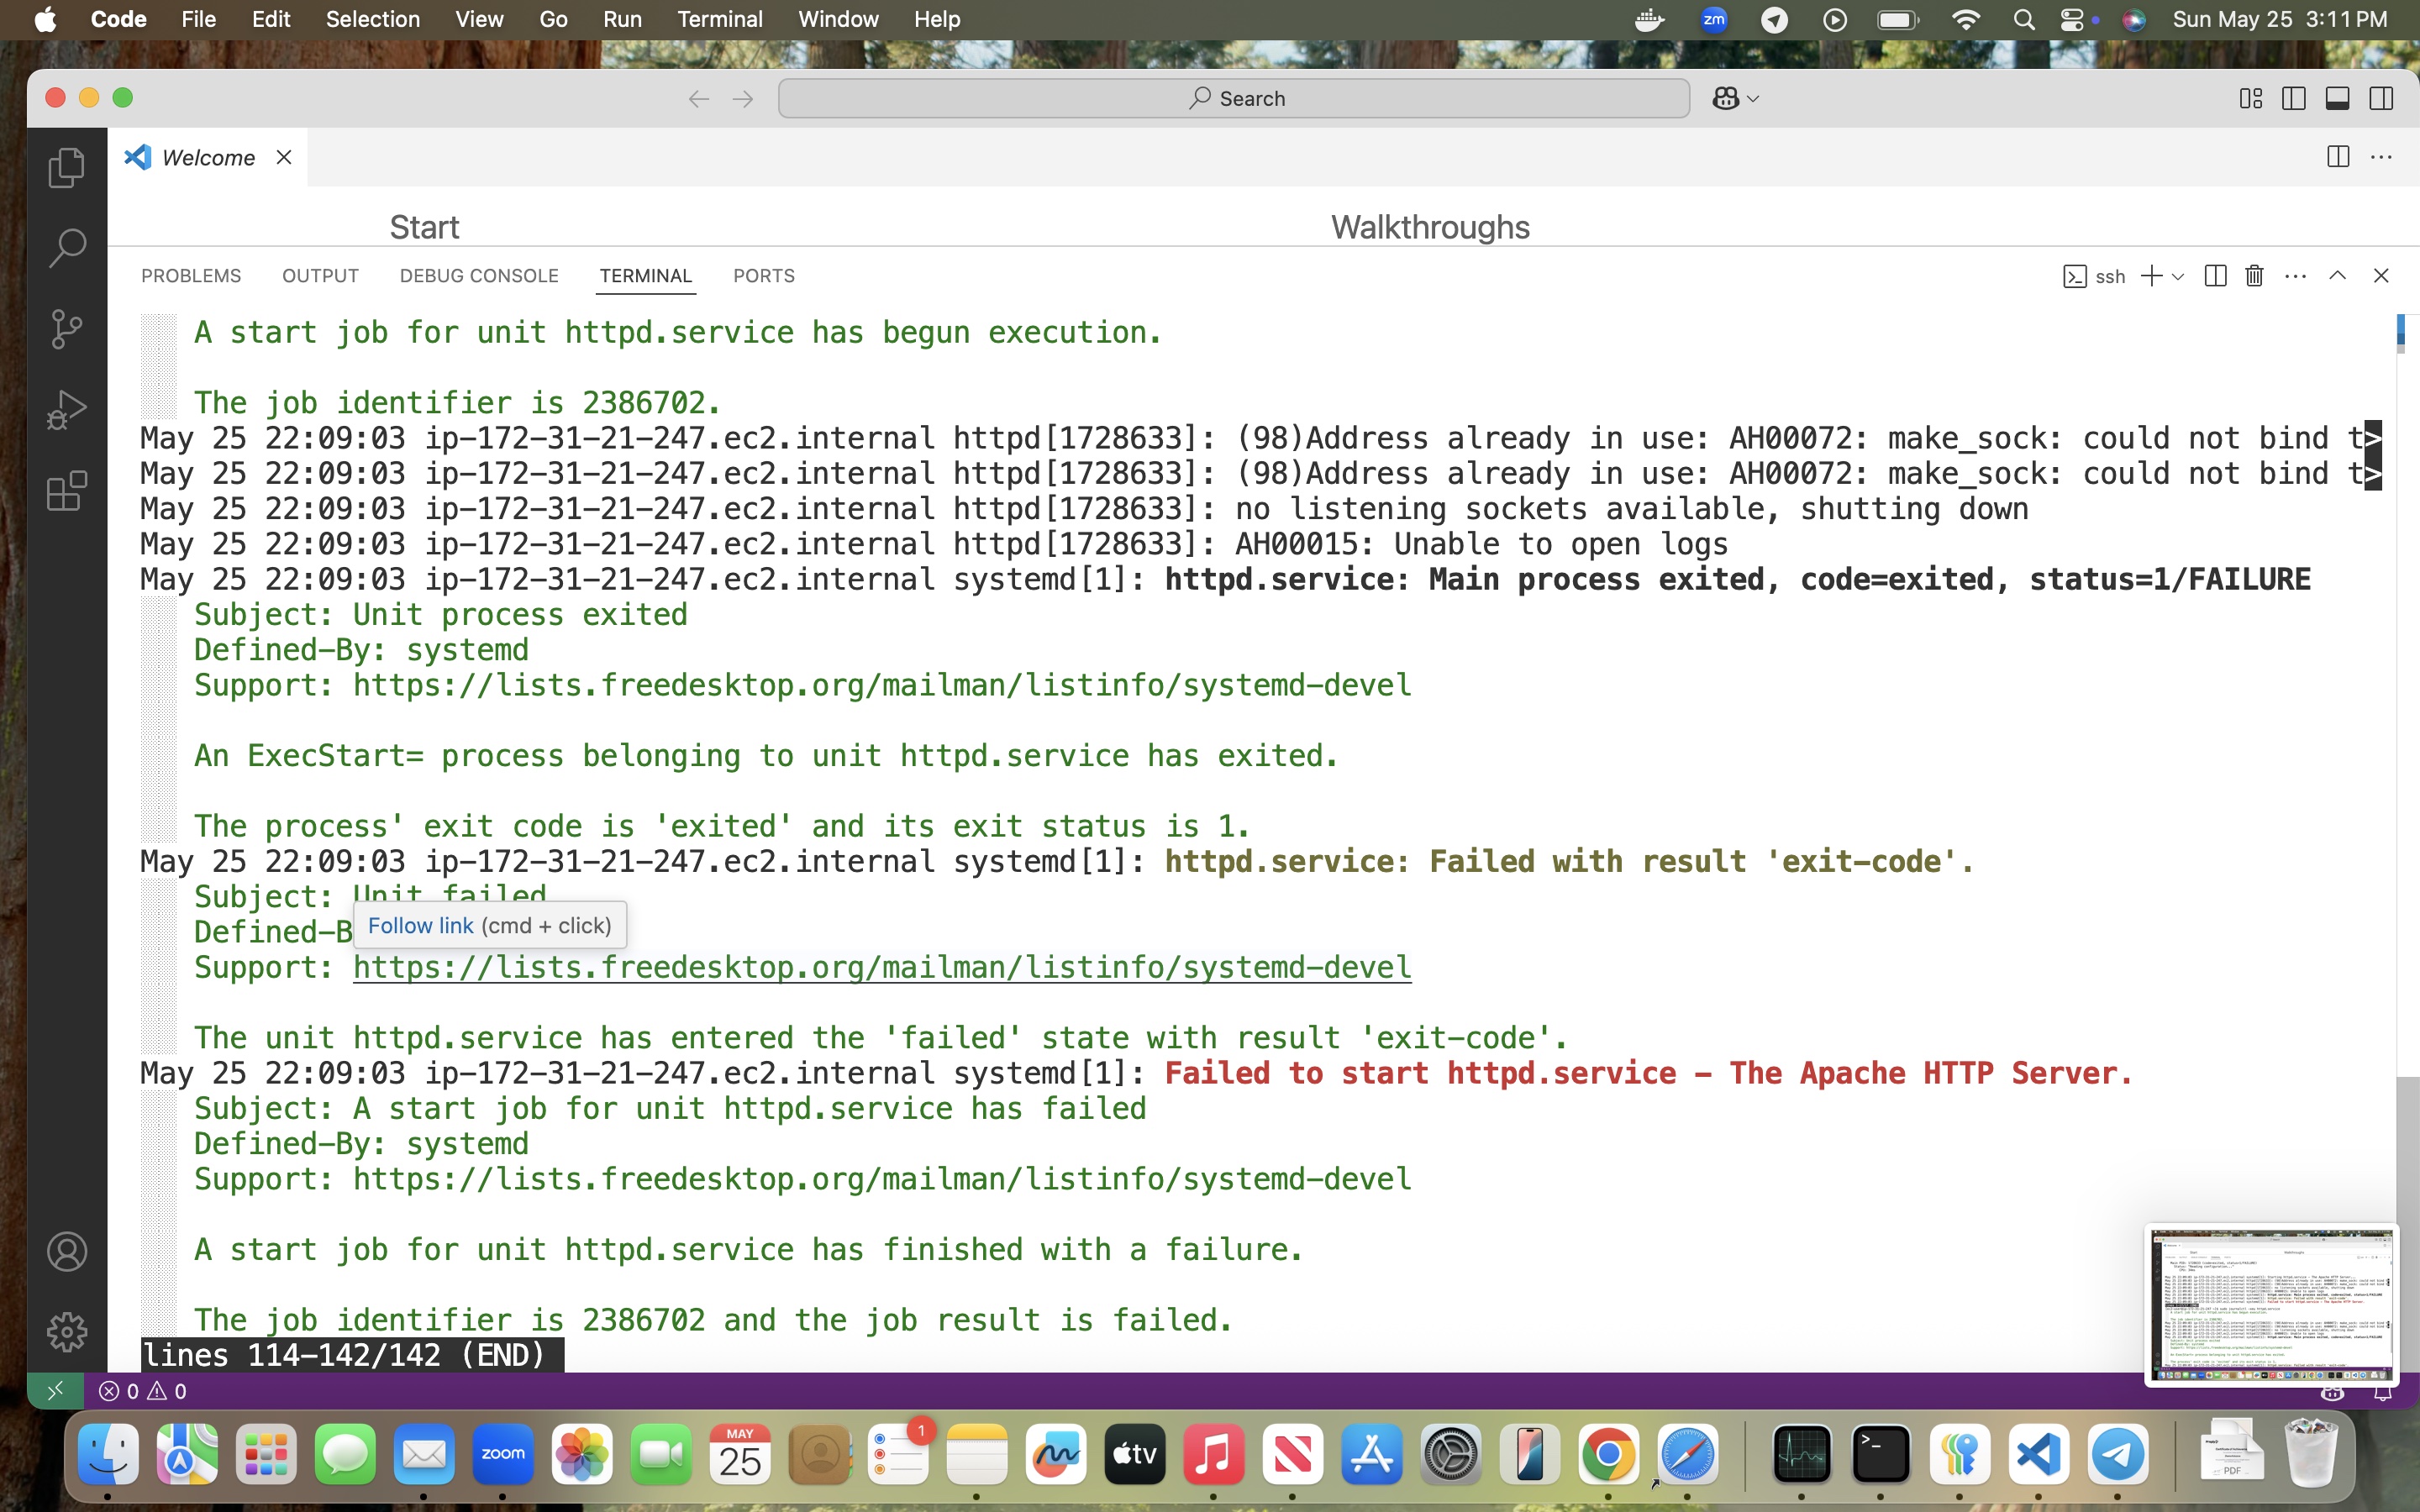 Code File Edit Selection View Go Run Terminal Window Help zm Sun May 25 3:11 PM
Search
Welcome
Start Walkthroughs
PROBLEMS OUTPUT DEBUG CONSOLE TERMINAL PORTS ssh
A start job for unit httpd.service has begun execution.
The job identifier is 2386702.
May 25 22:09:03 ip-172-31-21-247.ec2.internal httpd[1728633]: (98)Address already in use: AH00072: make_sock: could not bind t>
May 25 22:09:03 ip-172-31-21-247.ec2.internal httpd[1728633]: (98)Address already in use: AH00072: make_sock: could not bind t>
May 25 22:09:03 ip-172-31-21-247.ec2.internal httpd[1728633]: no listening sockets available, shutting down
May 25 22:09:03 ip-172-31-21-247.ec2.internal httpd[1728633]: AH00015: Unable to open logs
May 25 22:09:03 ip-172-31-21-247.ec2.internal systemd[1]: httpd.service: Main process exited, code=exited, status=1/FAILURE
Subject: Unit process exited
Defined-By: systemd
Support: https://lists.freedesktop.org/mailman/listinfo/systemd-devel
An ExecStart= process belonging to unit httpd.service has exited.
The process' exit code is 'exited' and its exit status is 1.
May 25 22:09:03 ip-172-31-21-247.ec2.internal systemd[1]: httpd.service: Failed with result 'exit-code'.
Subject: Unit failed
Defined-B
Follow link (cmd + click)
Support: https://lists.freedesktop.org/mailman/listinfo/systemd-devel
The unit httpd.service has entered the 'failed' state with result 'exit-code'.
May 25 22:09:03 ip-172-31-21-247.ec2.internal systemd[1]: Failed to start httpd.service - The Apache HTTP Server.
Subject: A start job for unit httpd.service has failed
Defined-By: systemd
Support: https://lists.freedesktop.org/mailman/listinfo/systemd-devel
A start job for unit httpd.service has finished with a failure.
The job identifier is 2386702 and the job result is failed.
lines 114-142/142 (END)
0 0
zoom MAY 25 1 tv >_ PDF